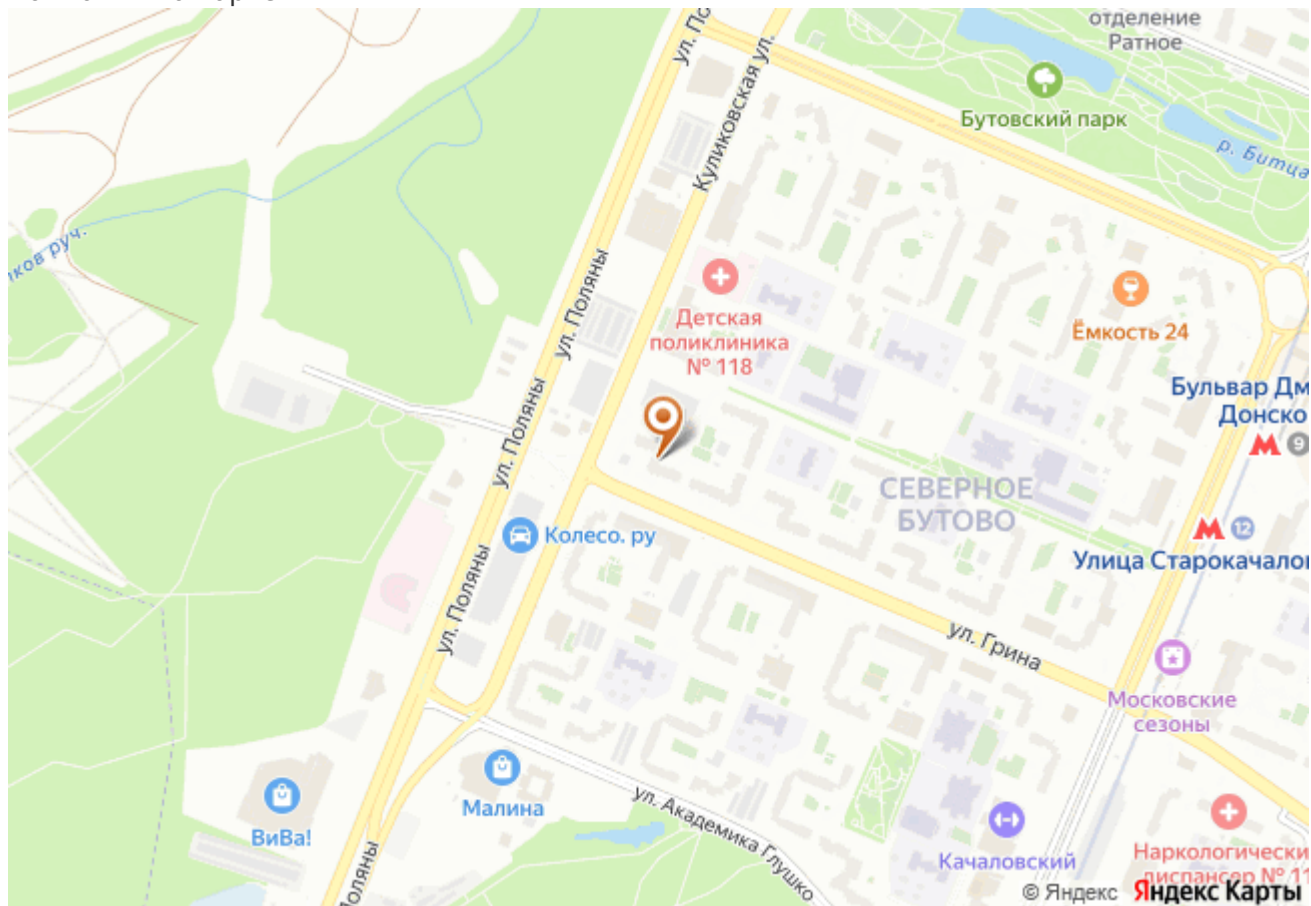 отделение
Ратное
ул. По
Куликовская ул.
Бутовский парк
р. Битца
ков руч.
ул. Поляны
Детская
поликлиника
№ 118
Ёмкость 24
Бульвар Дм
Донско
9
ул. Поляны
СЕВЕРНОЕ
БУТОВО
12
Колесо. ру
Улица Старокачалов
ул. Поляны
ул. Грина
Московские
сезоны
Малина
ул. Академика Глушко
ВиВа!
Качаловский
Наркологически
диспансер № 11
Поляны
© Яндекс Яндекс Карты